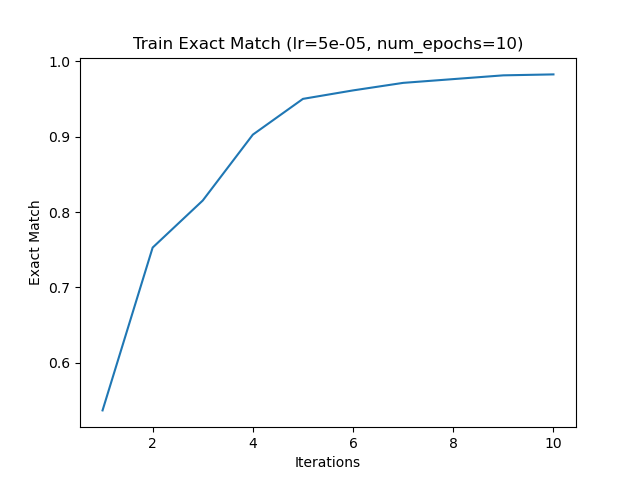 Train Exact Match (lr=5e-05, num_epochs=10)
1.0
0.9
0.8
0.7
0.6
Exact Match
2 4 6 8 10
Iterations